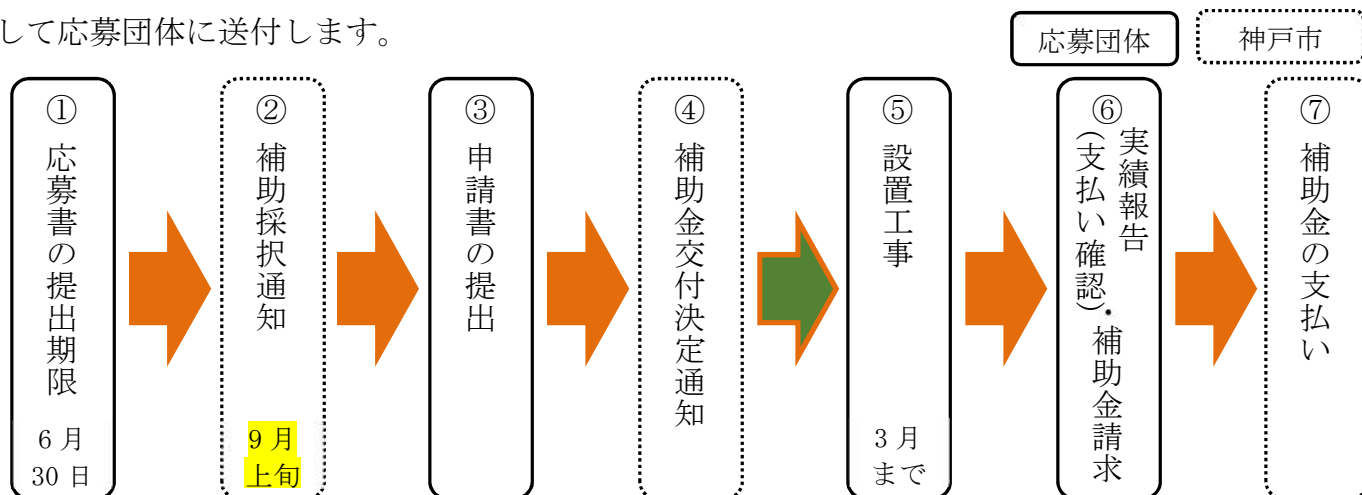 して応募団体に送付します。
応募団体
神戸市
①
応募書の提出期限
6月
30日
②
補助採択通知
9月
上旬
③
申請書の提出
④
補助金交付決定通知
⑤
設置工事
3月
まで
⑥
実績報告
(支払い確認)・補助金請求
⑦
補助金の支払い